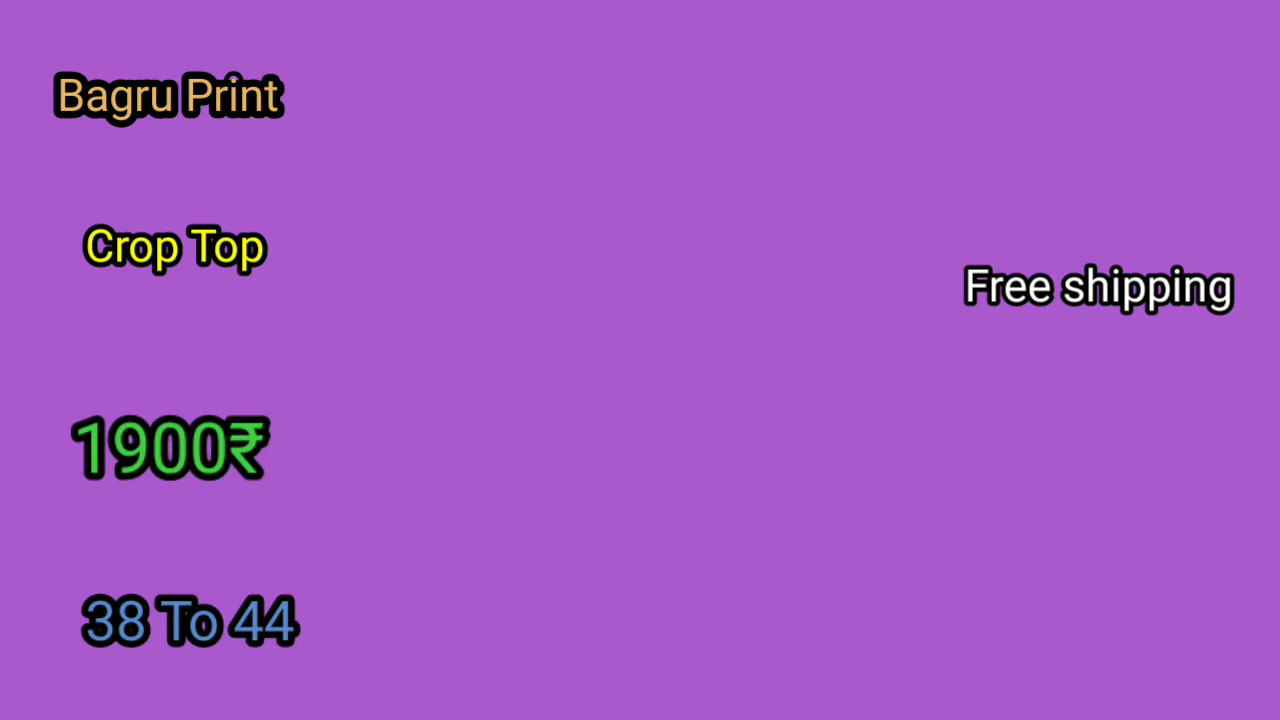 Bagru Print
Crop Top
Free shipping
1900₹
38 To 44